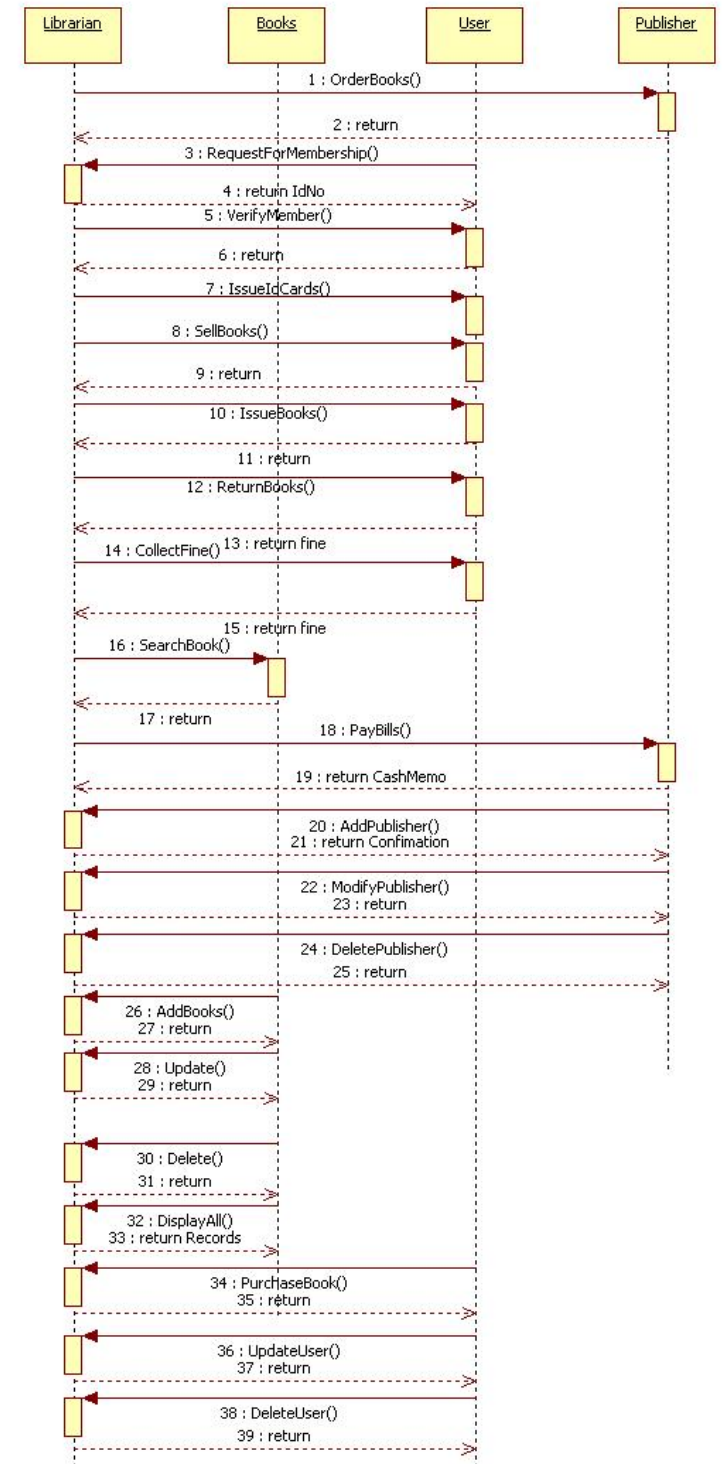 Librarian
Books
User
Publisher
1 : OrderBooks()
2 : return
3 : RequestForMembership()
4 : return IdNo
5 : VerifyMember()
6 : return
7 : IssueIdCards()
8 : SellBooks()
9 : return
10 : IssueBooks()
11 : return
12 : ReturnBooks()
13 : return fine
14 : CollectFine()
15 : return fine
16 : SearchBook()
17 : return
18 : PayBills()
19 : return CashMemo
20 : AddPublisher()
21 : return Confimation
22 : ModifyPublisher()
23 : return
24 : DeletePublisher()
25 : return
26 : AddBooks()
27 : return
28 : Update()
29 : return
30 : Delete()
31 : return
32 : DisplayAll()
33 : return Records
34 : PurchaseBook()
35 : return
36 : UpdateUser()
37 : return
38 : DeleteUser()
39 : return